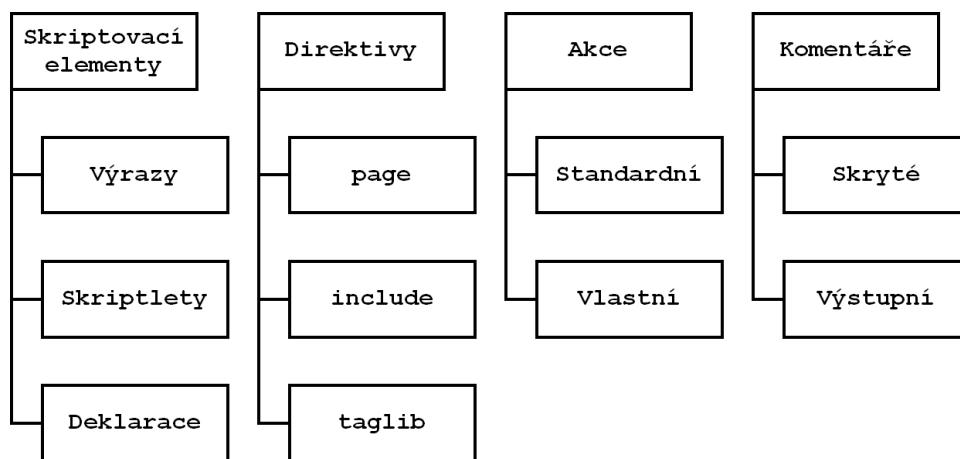 Skriptovací
elementy
Výrazy
Skriptlety
Deklarace
Direktivy
page
include
taglib
Akce
Standardní
Vlastní
Komentáře
Skryté
Výstupní